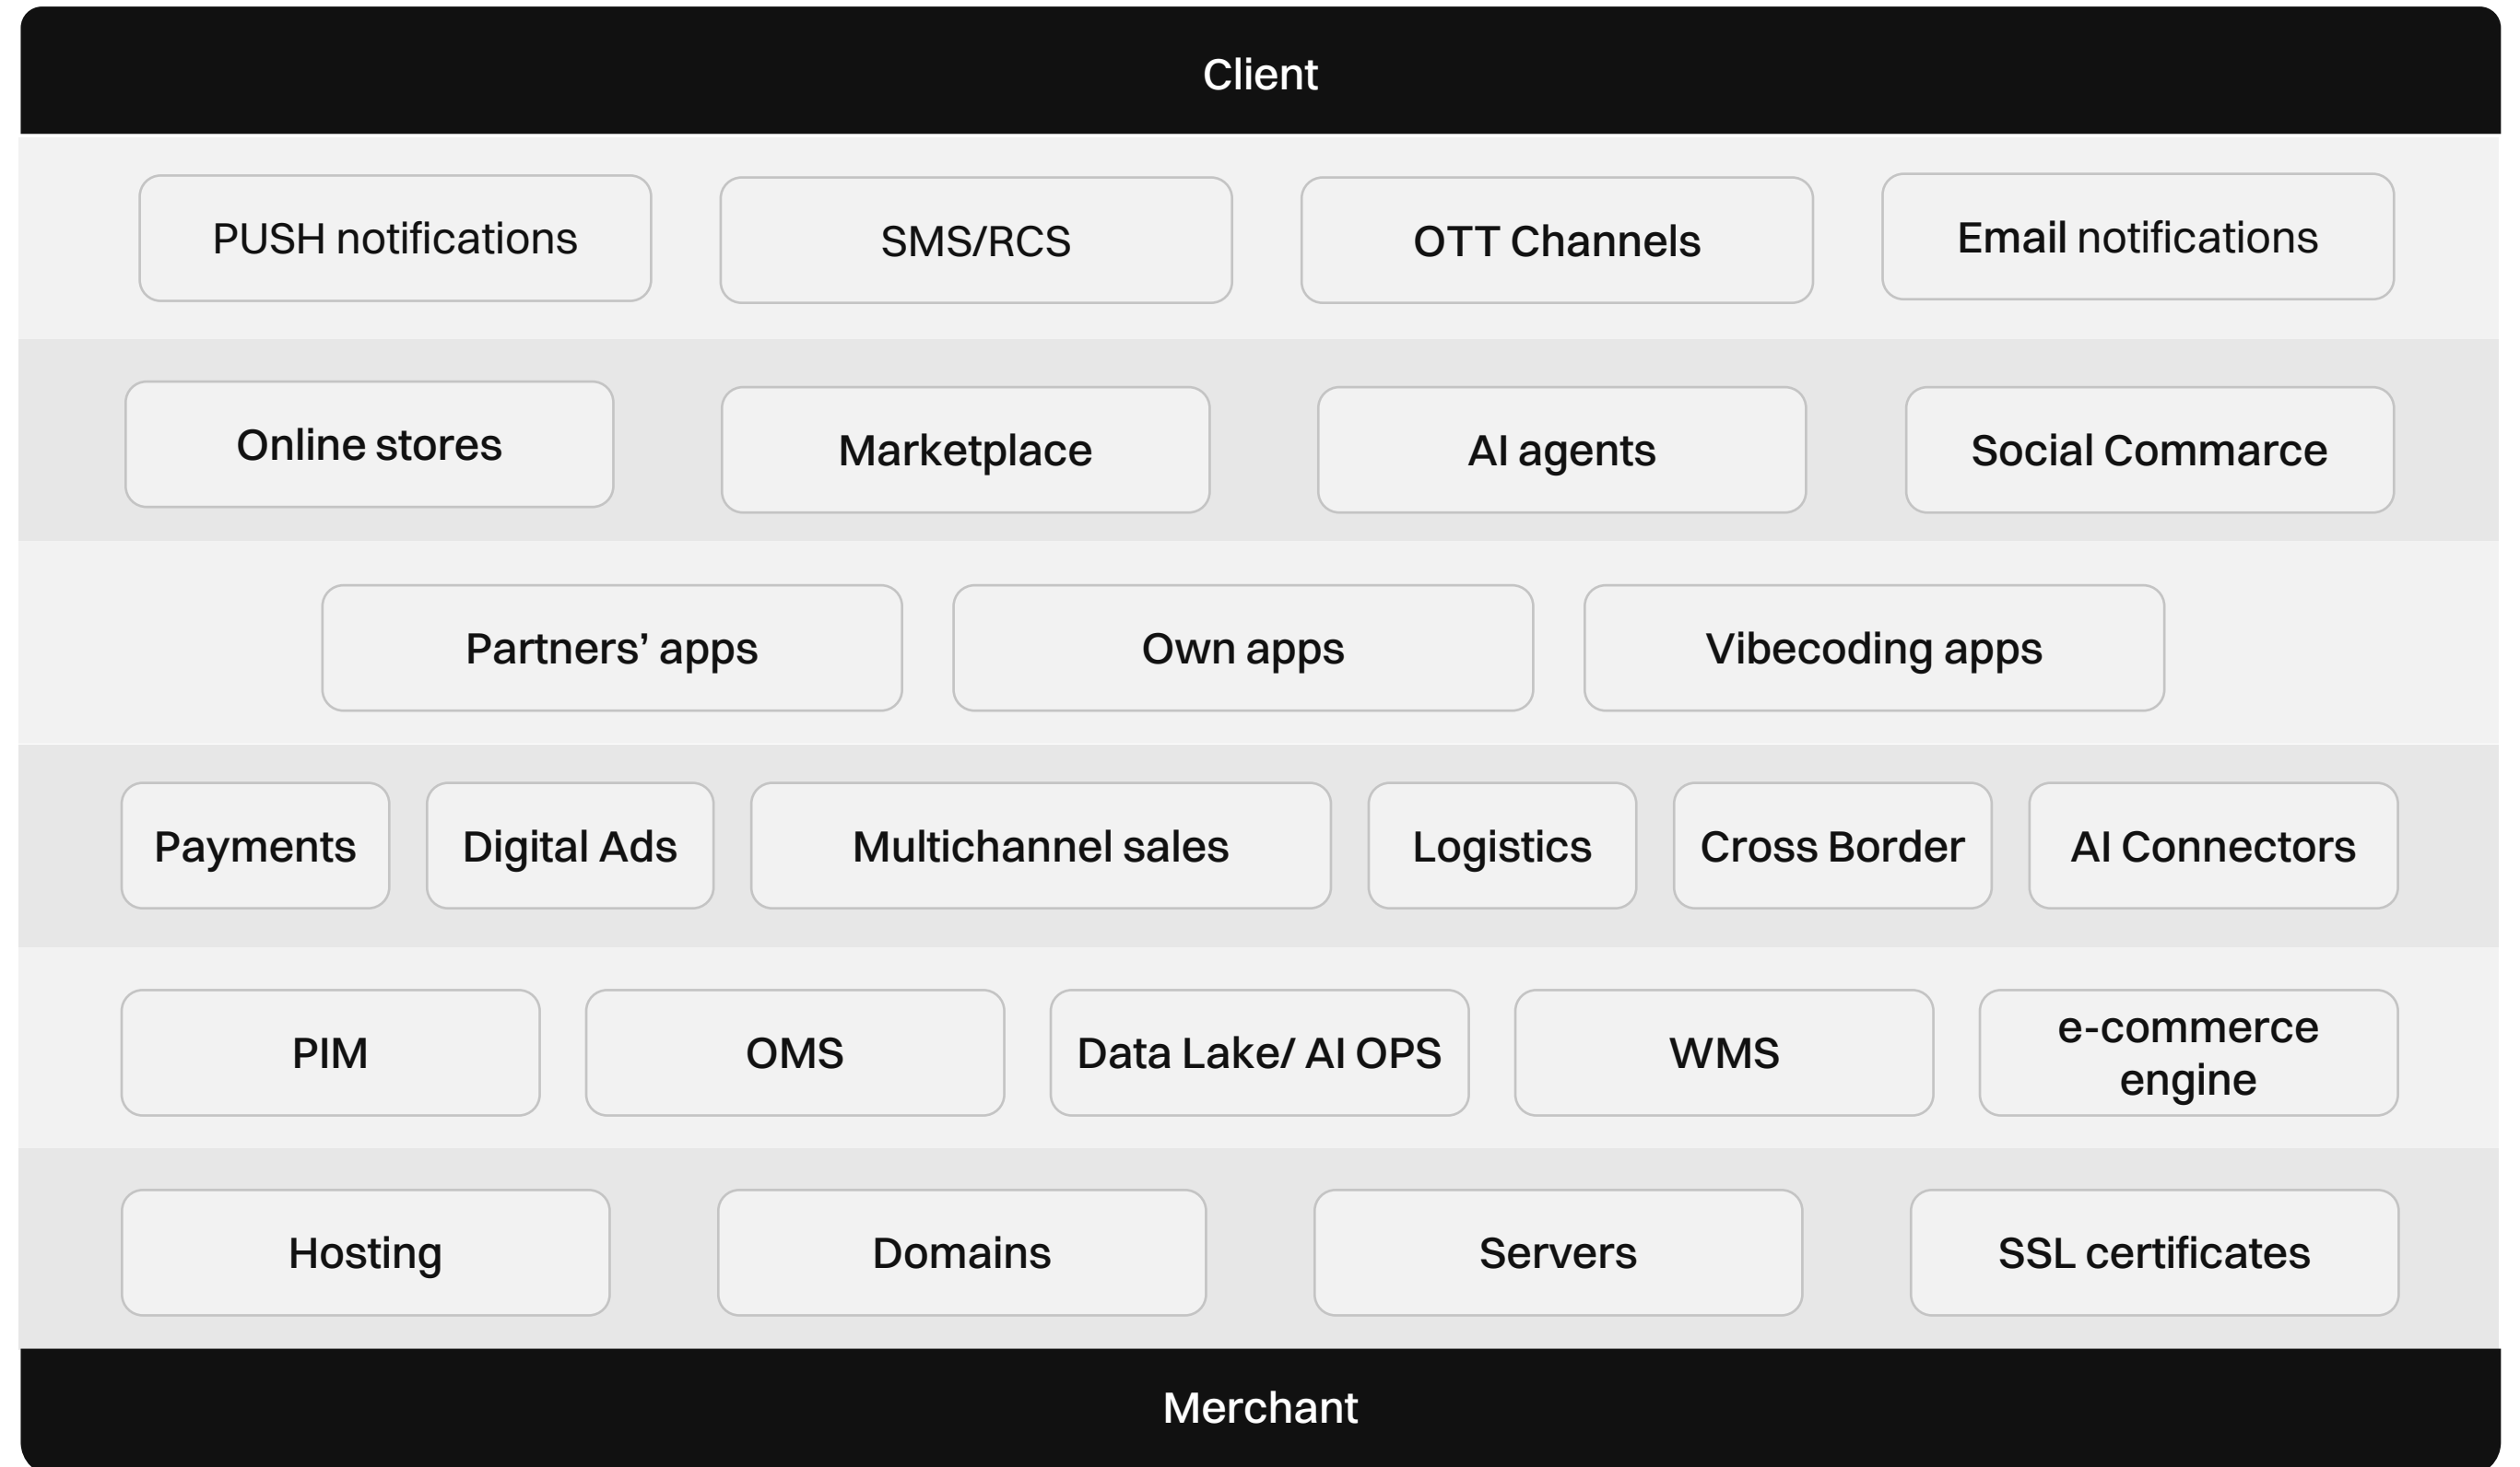 Client
PUSH notifications
SMS/RCS
OTT Channels
Email notifications
Online stores
Marketplace
AI agents
Social Commarce
Partners’ apps
Own apps
Vibecoding apps
Payments
Digital Ads
Multichannel sales
Logistics
Cross Border
AI Connectors
PIM
OMS
Data Lake/ AI OPS
WMS
e-commerce
engine
Hosting
Domains
Servers
SSL certificates
Merchant